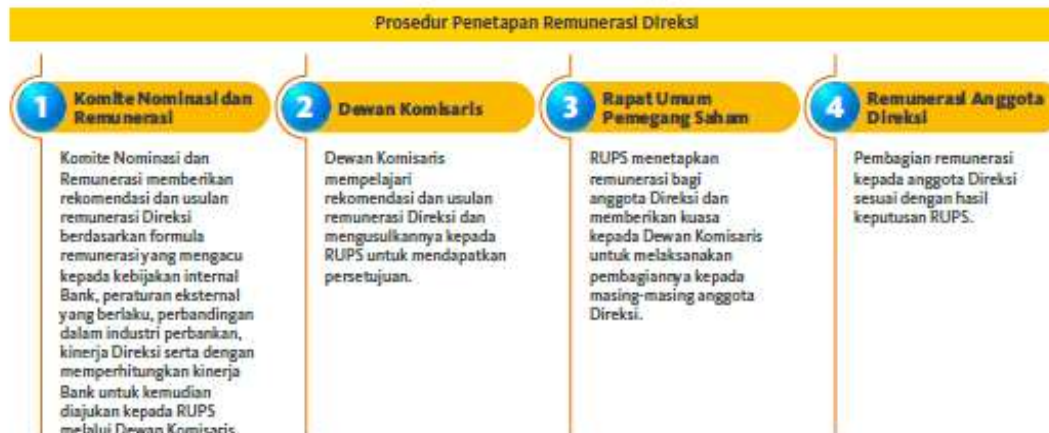 Prosedur Penetapan Remunerasi Direksi
1
Komite Nominasi dan
Remunerasi
Komite Nominasi dan
Remunerasi memberikan
rekomendasi dan usulan
remunerasi Direksi
berdasarkan formula
remunerasi yang mengacu
kepada kebijakan internal
Bank, peraturan eksternal
yang berlaku, perbandingan
dalam industri perbankan,
kinerja Direksi serta dengan
memperhitungkan kinerja
Bank untuk kemudian
diajukan kepada RUPS
melalui Dewan Komisaris
2
Dewan Komisaris
Dewan Komisaris
mempelajari
rekomendasi dan usulan
remunerasi Direksi dan
mengusulkannya kepada
RUPS untuk mendapatkan
persetujuan.
3
Rapat Umum
Pemegang Saham
RUPS menetapkan
remunerasi bagi
anggota Direksi dan
memberikan kuasa
kepada Dewan Komisaris
untuk melaksanakan
pembagiannya kepada
masing-masing anggota
Direksi.
4
Remunerasi Anggota
Direksi
Pembagian remunerasi
kepada anggota Direksi
sesuai dengan hasil
keputusan RUPS.